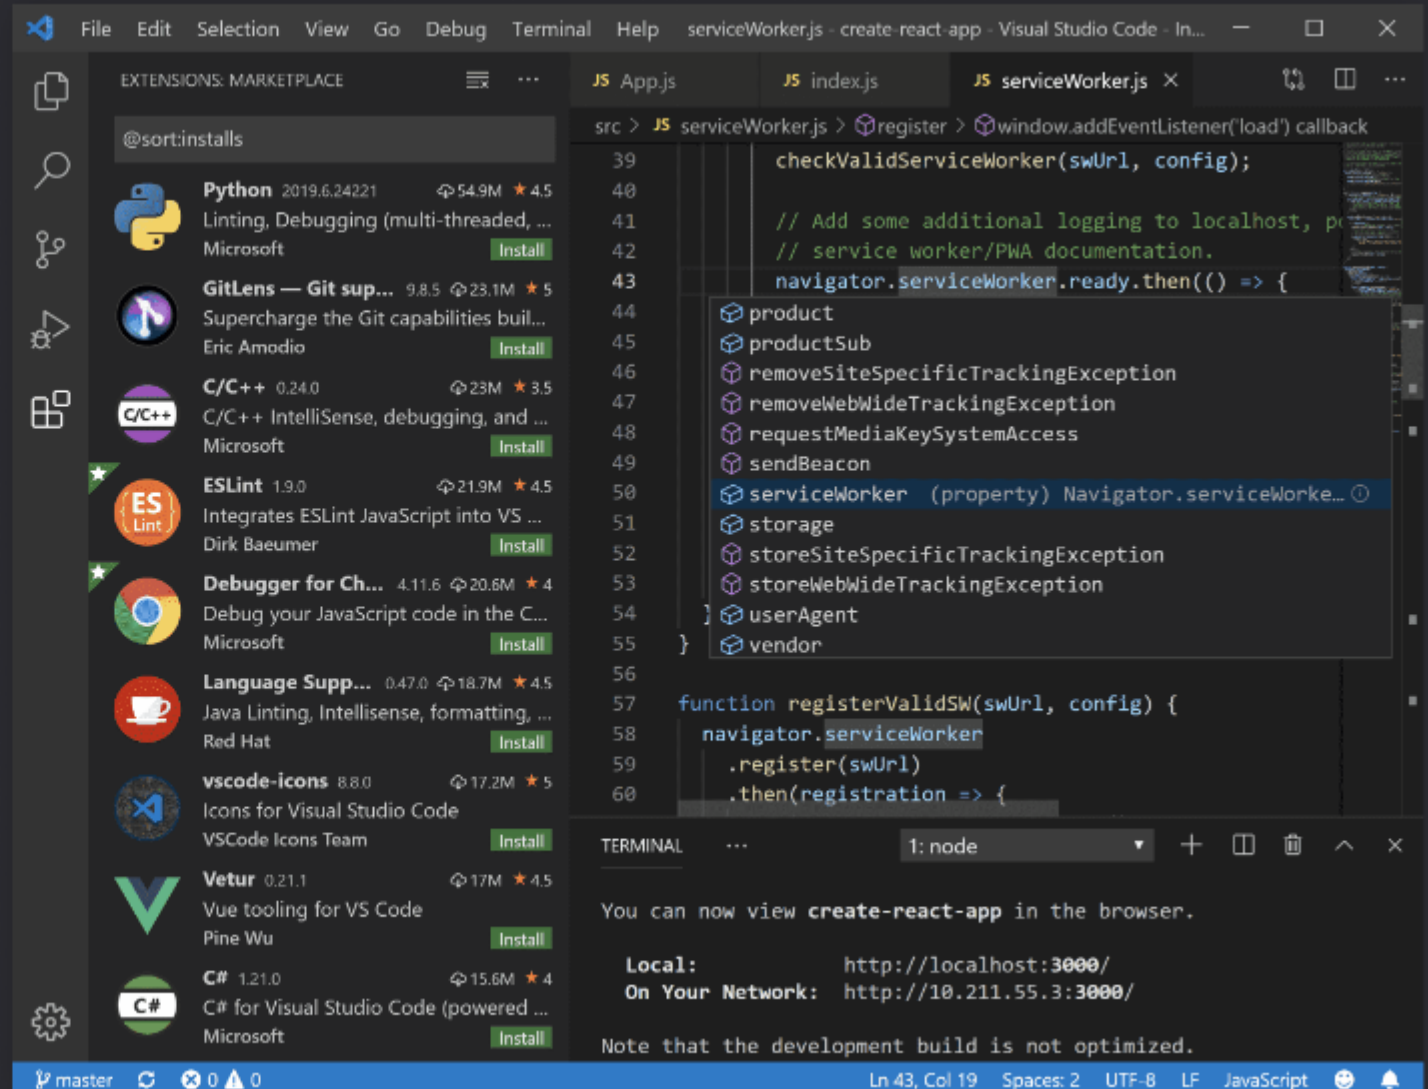 File Edit Selection View Go Debug Terminal Help serviceWorker.js - create-react-app - Visual Studio Code - In...
EXTENSIONS: MARKETPLACE
@sort:installs
Python 2019.6.24221 54.9M ★ 4.5
Linting, Debugging (multi-threaded, ...
Microsoft Install
GitLens — Git sup... 9.8.5 23.1M ★ 5
Supercharge the Git capabilities buil...
Eric Amodio Install
C/C++
C/C++ 0.24.0 23M ★ 3.5
C/C++ IntelliSense, debugging, and ...
Microsoft Install
ES
Lint
ESLint 1.9.0 21.9M ★ 4.5
Integrates ESLint JavaScript into VS ...
Dirk Baeumer Install
Debugger for Ch... 4.11.6 20.6M ★ 4
Debug your JavaScript code in the C...
Microsoft Install
Language Supp... 0.47.0 18.7M ★ 4.5
Java Linting, Intellisense, formatting, ...
Red Hat Install
vscode-icons 8.8.0 17.2M ★ 5
Icons for Visual Studio Code
VSCode Icons Team Install
Vetur 0.21.1 17M ★ 4.5
Vue tooling for VS Code
Pine Wu Install
C#
C# 1.21.0 15.6M ★ 4
C# for Visual Studio Code (powered ...
Microsoft Install
JS App.js JS index.js JS serviceWorker.js
src > JS serviceWorker.js > register > window.addEventListener('load') callback
39 checkValidServiceWorker(swUrl, config);
40
41 // Add some additional logging to localhost, po
42 // service worker/PWA documentation.
43 navigator.serviceWorker.ready.then(() => {
44 product
45 productSub
46 removeSiteSpecificTrackingException
47 removeWebWideTrackingException
48 requestMediaKeySystemAccess
49 sendBeacon
50 serviceWorker (property) Navigator.serviceWorke...
51 storage
52 storeSiteSpecificTrackingException
53 storeWebWideTrackingException
54 } userAgent
55 } vendor
56
57 function registerValidSW(swUrl, config) {
58 navigator.serviceWorker
59 .register(swUrl)
60 .then(registration => {
TERMINAL ... 1: node
You can now view create-react-app in the browser.
Local: http://localhost:3000/
On Your Network: http://10.211.55.3:3000/
Note that the development build is not optimized.
master 0 0 Ln 43, Col 19 Spaces: 2 UTF-8 LF JavaScript